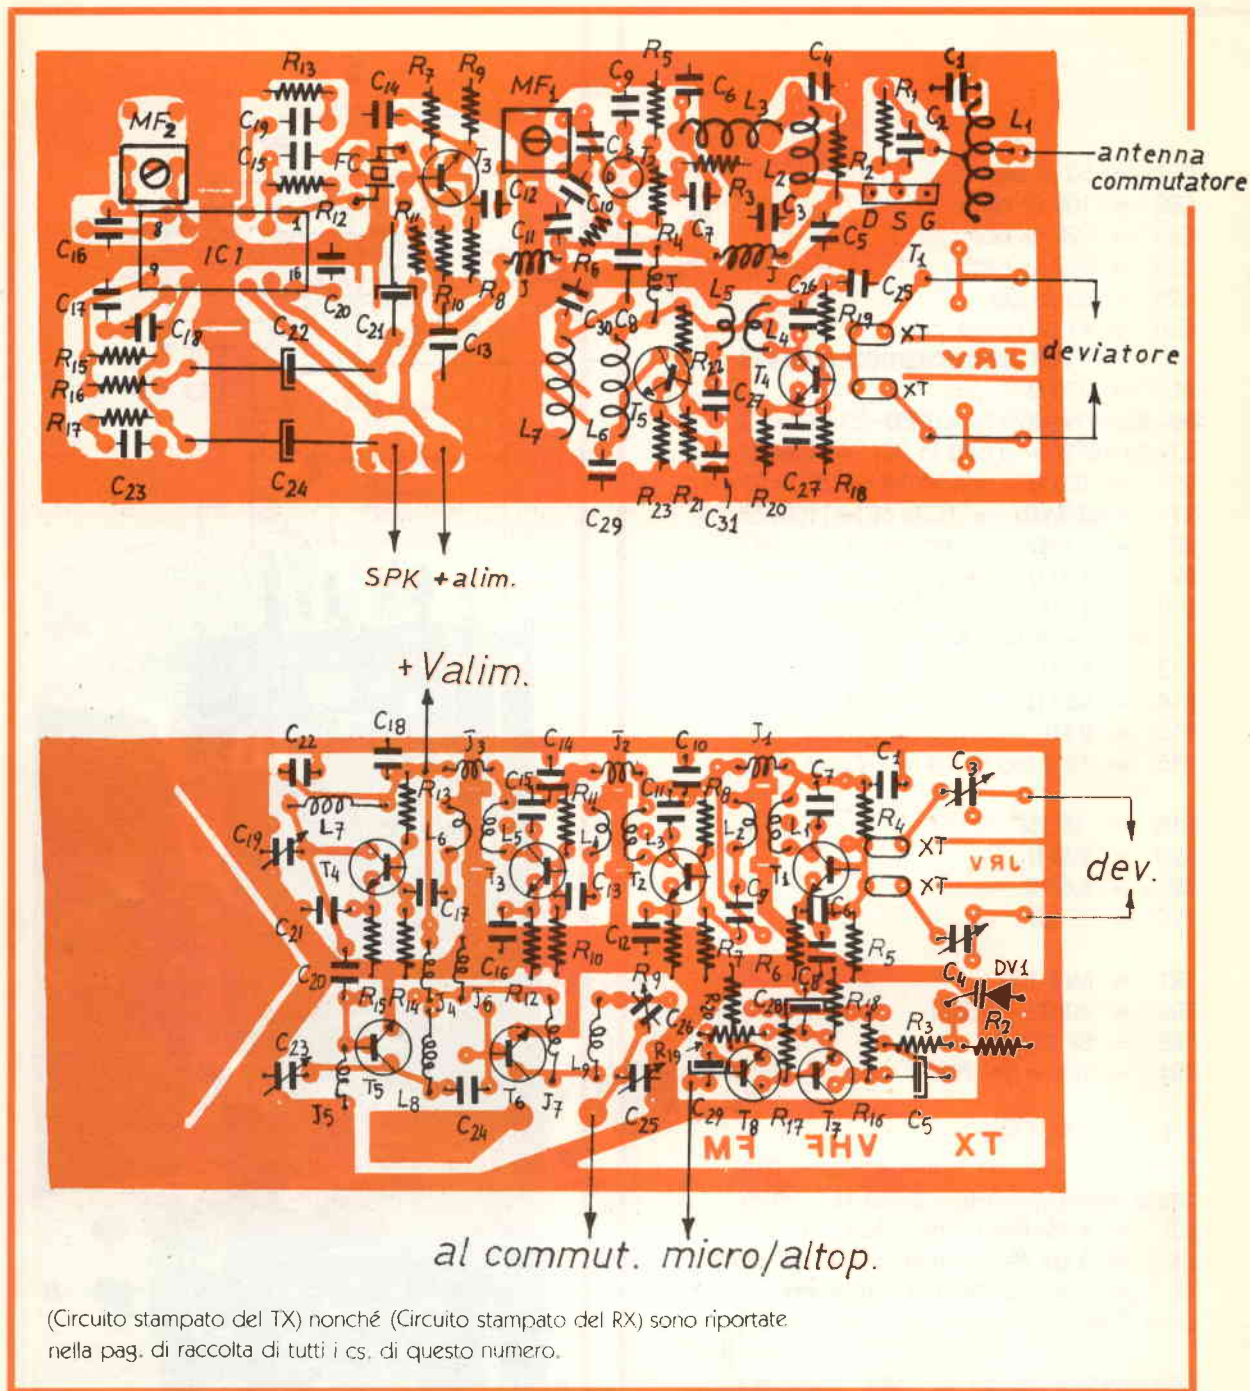 R13
C14
R7
R9
MF1
C9
R5
C6
L3
C4
R1
C1
C2
L1
MF2
C19
C15
FC
T3
C12
R12
R11
C10
R3
L2
R2
antenna
commutatore
C16
8
1
IC1
9
16
C11
R6
R4
C7
C3
C5
D S G
T1
C17
C18
C20
C21
R10
R8
J
C13
C30
C8
J
L5
J
C26
C25
R19
XT
deviatore
JRV
C22
R15
R16
R17
L7
L6
T5
R22
C27
L4
T4
XT
C23
C24
C29
R23
R21
C31
R20
C27
R18
SPK +alim.
+Valim.
C22
C18
J3
C14
J2
C10
J1
C1
C3
C15
C11
C7
R13
R11
R8
R4
C19
L7
L6
L5
L4
L3
L2
L1
XT
T4
T3
T2
T1
JRV
dev.
XT
C21
C17
C13
C9
C6
C20
C16
R10
C12
R7
R6
C8
R5
C4
DV1
R15
R14
J4
J6
R12
R9
R20
C28
R18
R3
R2
C23
C26
R19
T5
L8
T6
J7
L9
J5
C24
C25
C29
T8
R17
T7
R16
C5
TX VHF FM
al commut. micro/altop.
(Circuito stampato del TX) nonché (Circuito stampato del RX) sono riportate
nella pag. di raccolta di tutti i cs. di questo numero.